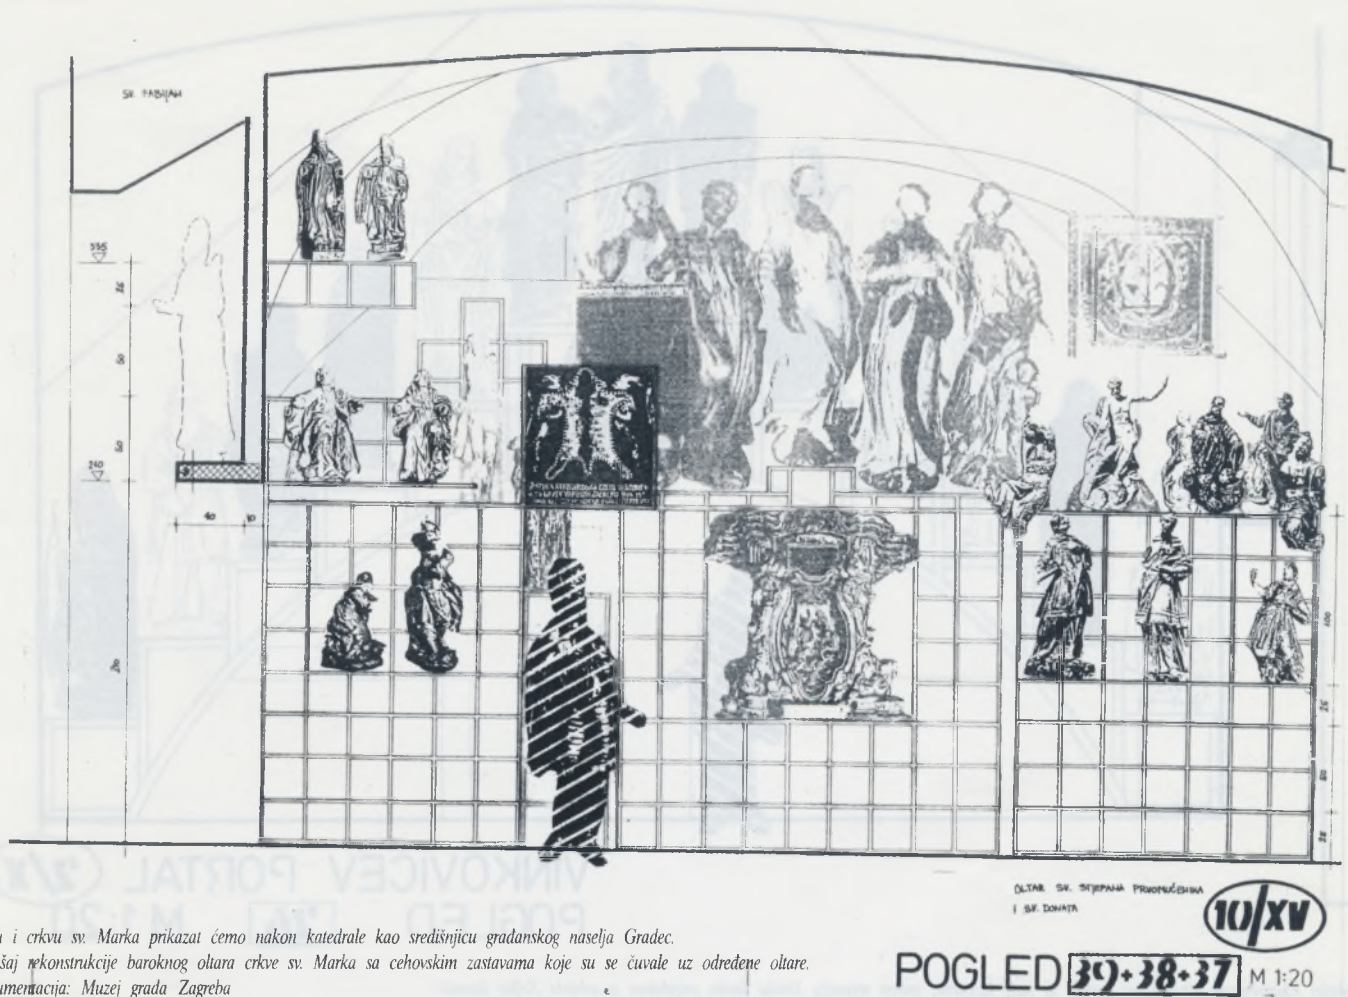 SV. FABIJAN
335
240
40 10
OLTAR SV. STJEPANA PRVOMUČENIKA
I SV. DONATA
10/XV
i crkvu sv. Marka prikazat ćemo nakon katedrale kao središnjicu građanskog naselja Gradec.
šaj rekonstrukcije baroknog oltara crkve sv. Marka sa cehovskim zastavama koje su se čuvale uz određene oltare.
umentacija: Muzej grada Zagreba
POGLED 39+38+37 M 1:20
VINKOVIĆEV PORTAL
POGLED M 1:20